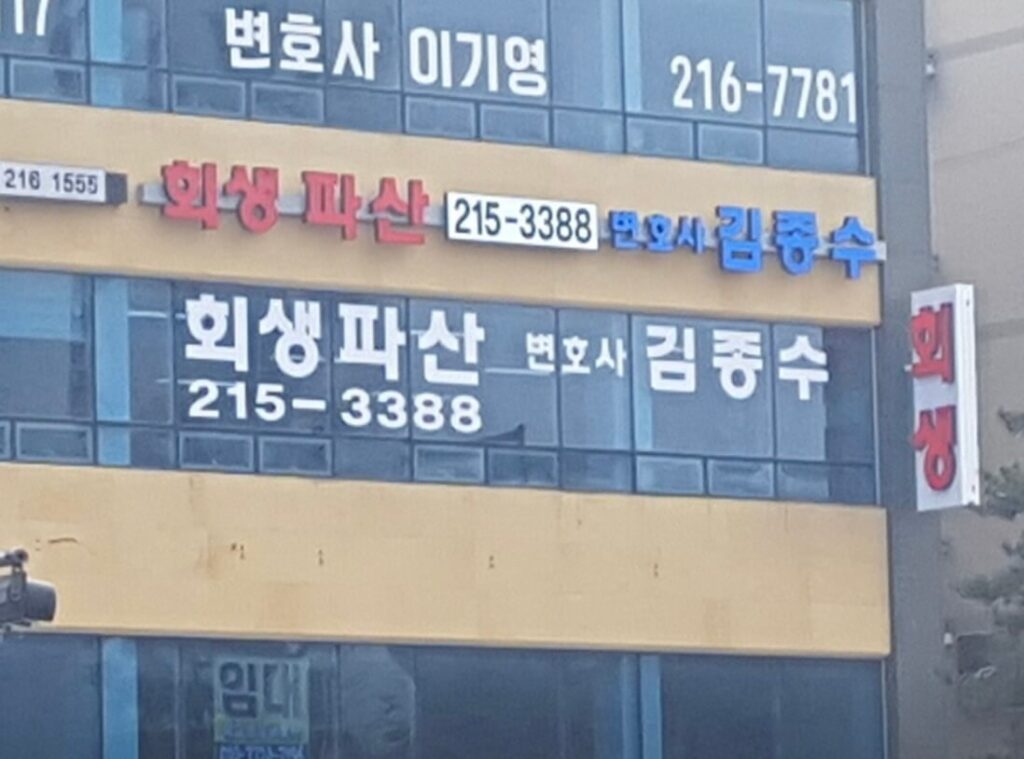 17
변호사 이기영
216-7781
216 1555
회생 파산
215-3388
변호사 김종수
회생파산
215-3388
변호사 김종수
회생
임대